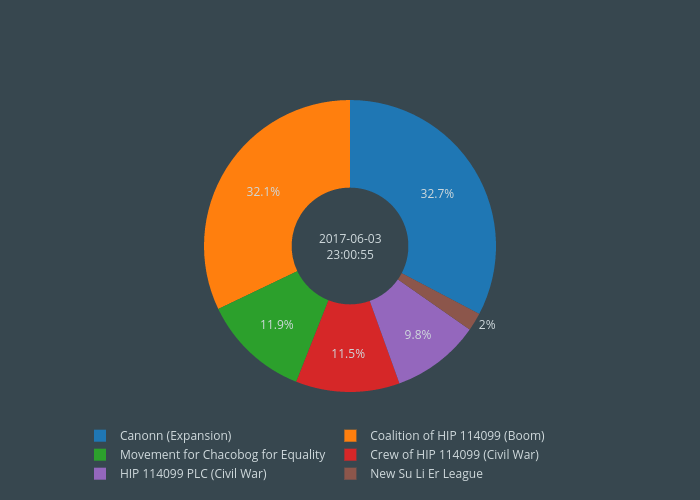 32.1%
32.7%
2017-06-03
23:00:55
11.9%
2%
9.8%
11.5%
Canonn (Expansion)
Coalition of HIP 114099 (Boom)
Movement for Chacobog for Equality
Crew of HIP 114099 (Civil War)
HIP 114099 PLC (Civil War)
New Su Li Er League